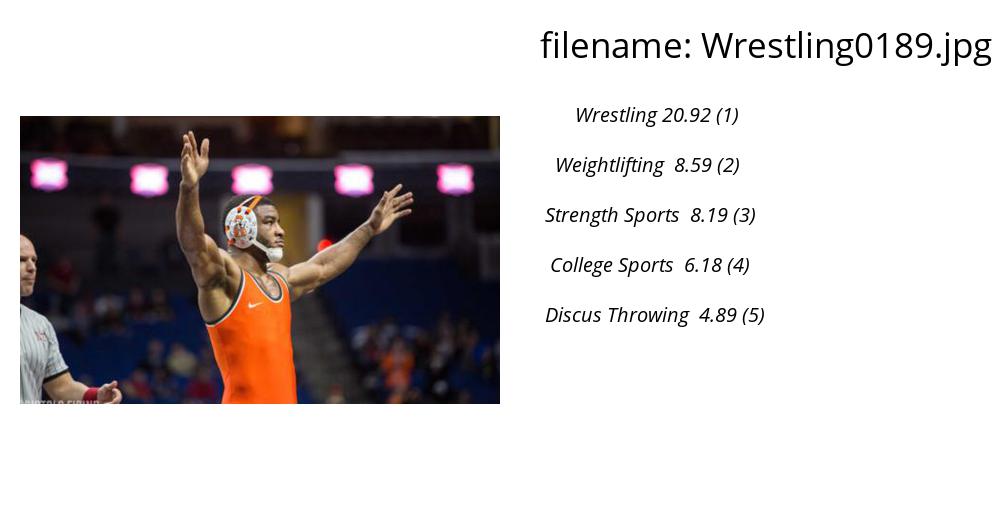 filename: Wrestling0189.jpg
Wrestling 20.92 (1)
Weightlifting 8.59 (2)
Strength Sports 8.19 (3)
College Sports 6.18 (4)
Discus Throwing 4.89 (5)